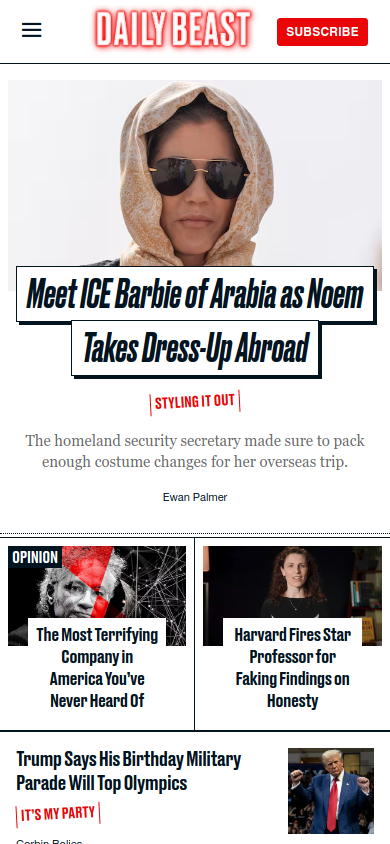 DAILY BEAST
SUBSCRIBE
Meet ICE Barbie of Arabia as Noem
Takes Dress-Up Abroad
STYLING IT OUT
The homeland security secretary made sure to pack
enough costume changes for her overseas trip.
Ewan Palmer
OPINION
The Most Terrifying
Company in
America You’ve
Never Heard Of
Harvard Fires Star
Professor for
Faking Findings on
Honesty
Trump Says His Birthday Military
Parade Will Top Olympics
IT’S MY PARTY
Corbin Bolies